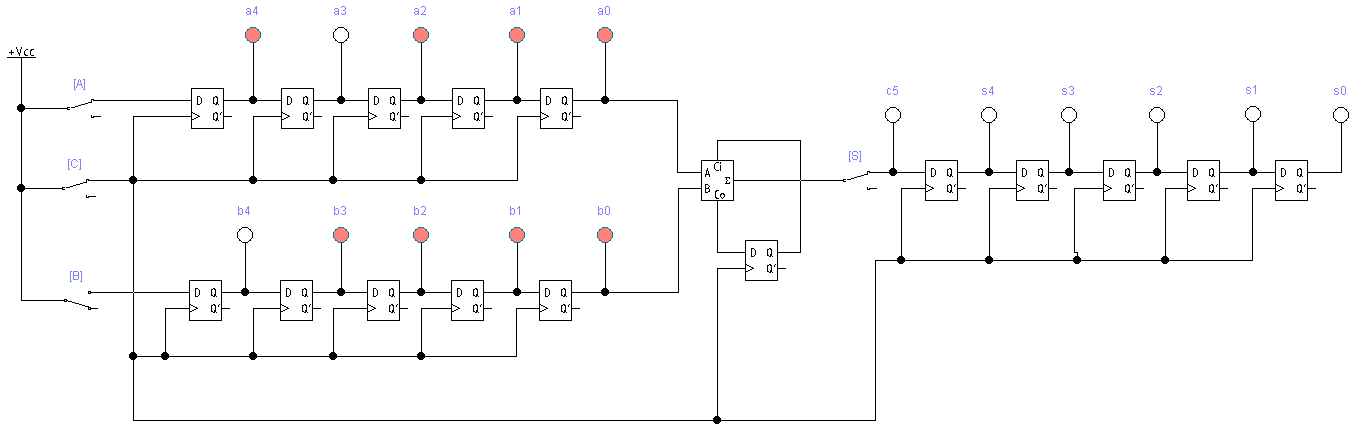 a4 a3 a2 a1 a0
+Vcc
[A]
D Q D Q D Q D Q D Q
Q' Q' Q' Q' Q'
c5 s4 s3 s2 s1 s0
[C]
[S]
A Ci Σ
B Co
D Q D Q D Q D Q D Q
Q' Q' Q' Q' Q'
b4 b3 b2 b1 b0
D Q
Q'
[B]
D Q D Q D Q D Q D Q
Q' Q' Q' Q' Q'